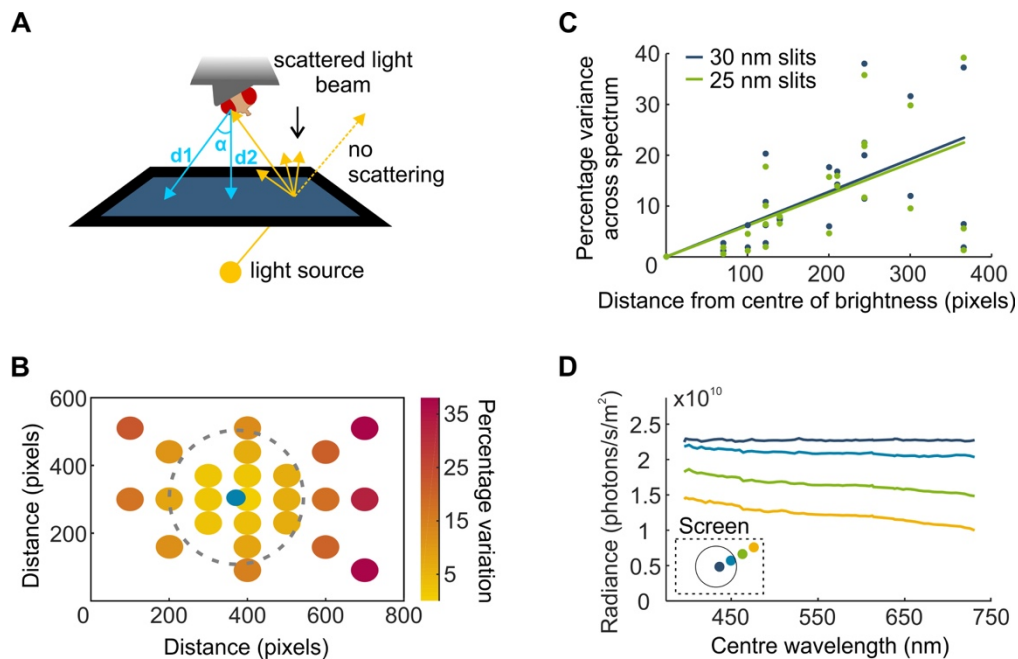 A
scattered light
beam
no
scattering
d1
α
d2
light source
B
600
400
200
0
200
400
600
800
Distance (pixels)
Distance (pixels)
35
25
15
5
Percentage variation
C
30 nm slits
25 nm slits
40
30
20
10
0
100
200
300
400
Percentage variance
across spectrum
Distance from centre of brightness (pixels)
D
x10¹⁰
2.5
2.0
1.5
1.0
0.5
0
450
550
650
750
Radiance (photons/s/m²)
Centre wavelength (nm)
Screen